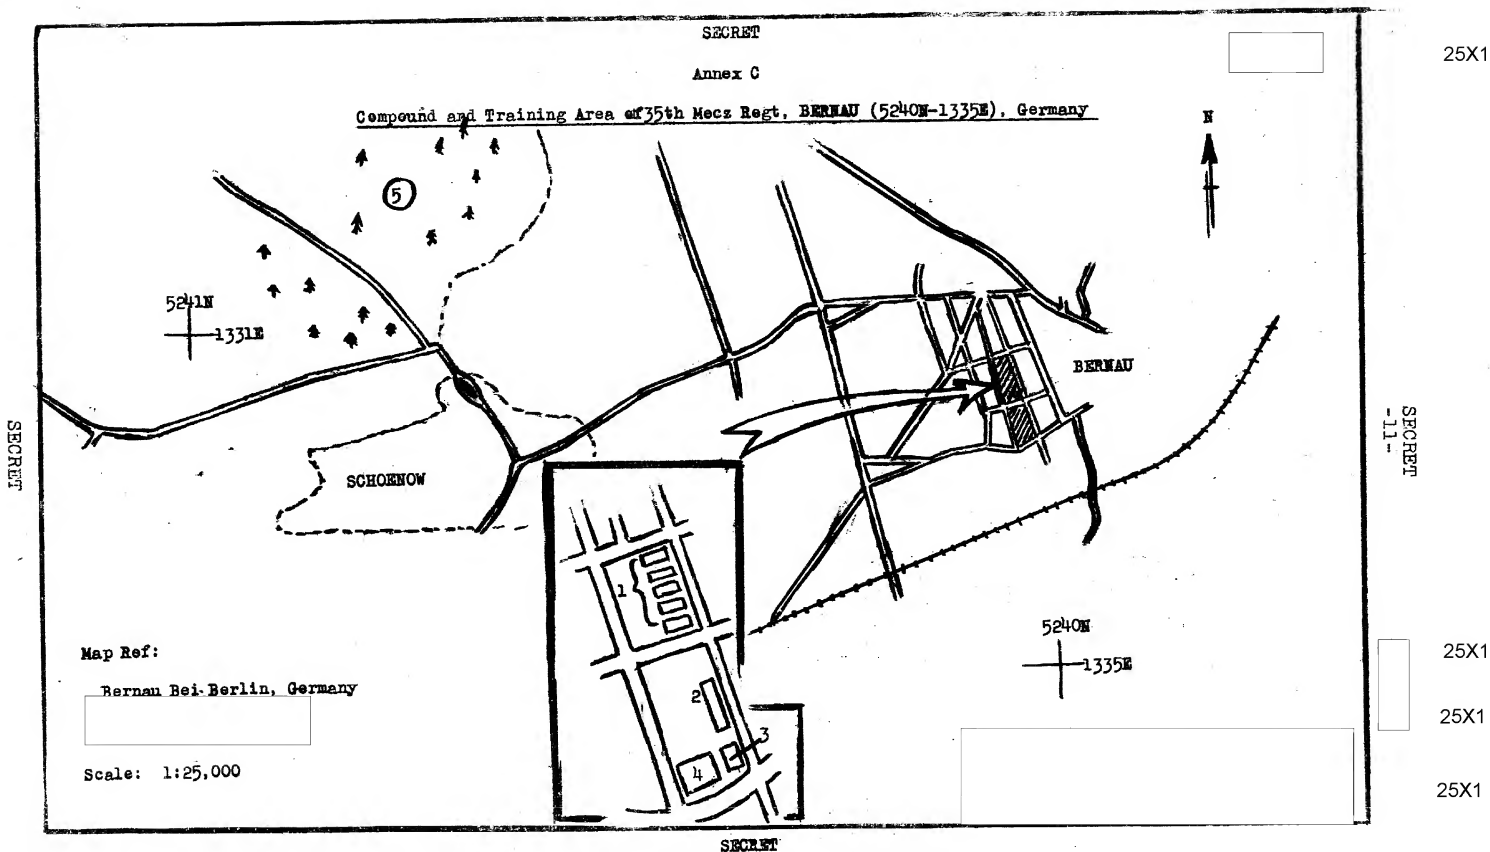 SECRET
25X1
Annex C
Compound and Training Area of 35th Mecz Regt, BERNAU (5240N-1335E), Germany
N
5
5241N
1331E
BERNAU
SECRET
SECRET
-11-
SCHOENOW
1
5240N
1335E
Map Ref:
25X1
Bernau Bei-Berlin, Germany
2
25X1
3
Scale: 1:25,000
4
25X1
SECRET